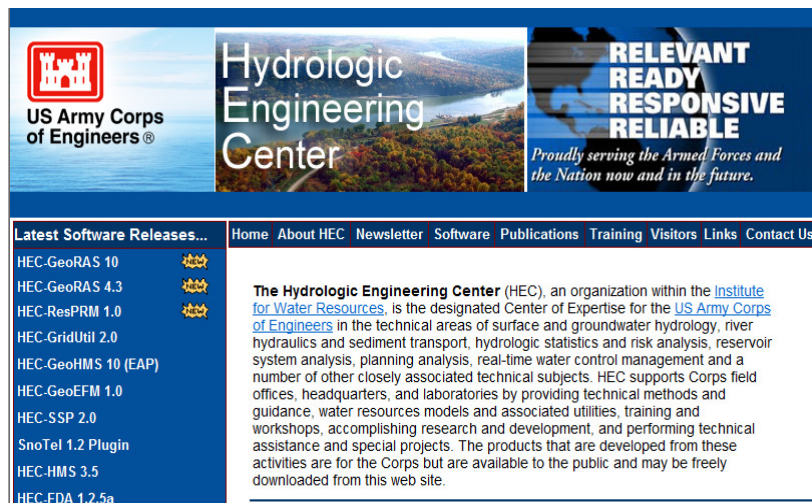 US Army Corps
of Engineers ®
Hydrologic
Engineering
Center
RELEVANT
READY
RESPONSIVE
RELIABLE
Proudly serving the Armed Forces and
the Nation now and in the future.
Latest Software Releases...
Home About HEC Newsletter Software Publications Training Visitors Links Contact Us
HEC-GeoRAS 10 NEW
HEC-GeoRAS 4.3 NEW
HEC-ResPRM 1.0 NEW
HEC-GridUtil 2.0
HEC-GeoHMS 10 (EAP)
HEC-GeoEFM 1.0
HEC-SSP 2.0
SnoTel 1.2 Plugin
HEC-HMS 3.5
HEC-FDA 1.2.5a
The Hydrologic Engineering Center (HEC), an organization within the Institute
for Water Resources, is the designated Center of Expertise for the US Army Corps
of Engineers in the technical areas of surface and groundwater hydrology, river
hydraulics and sediment transport, hydrologic statistics and risk analysis, reservoir
system analysis, planning analysis, real-time water control management and a
number of other closely associated technical subjects. HEC supports Corps field
offices, headquarters, and laboratories by providing technical methods and
guidance, water resources models and associated utilities, training and
workshops, accomplishing research and development, and performing technical
assistance and special projects. The products that are developed from these
activities are for the Corps but are available to the public and may be freely
downloaded from this web site.